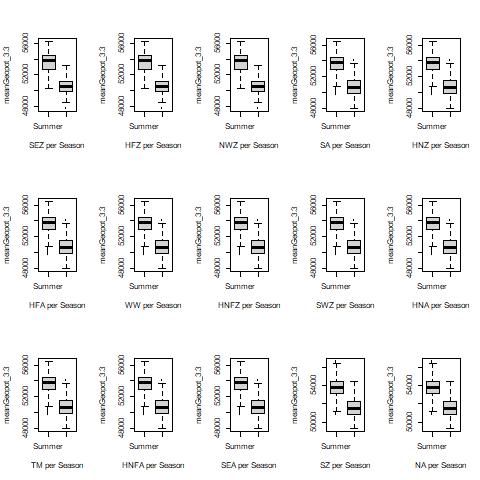 meanGeopot_3.3 48000 52000 56000 Summer SEZ per Season
meanGeopot_3.3 48000 52000 56000 Summer HFZ per Season
meanGeopot_3.3 48000 52000 56000 Summer NWZ per Season
meanGeopot_3.3 48000 52000 56000 Summer SA per Season
meanGeopot_3.3 48000 52000 56000 Summer HNZ per Season
meanGeopot_3.3 48000 52000 56000 Summer HFA per Season
meanGeopot_3.3 48000 52000 56000 Summer WW per Season
meanGeopot_3.3 48000 52000 56000 Summer HNFZ per Season
meanGeopot_3.3 48000 52000 56000 Summer SWZ per Season
meanGeopot_3.3 48000 52000 56000 Summer HNA per Season
meanGeopot_3.3 48000 52000 56000 Summer TM per Season
meanGeopot_3.3 48000 52000 56000 Summer HNFA per Season
meanGeopot_3.3 48000 52000 56000 Summer SEA per Season
meanGeopot_3.3 50000 54000 Summer SZ per Season
meanGeopot_3.3 50000 54000 Summer NA per Season